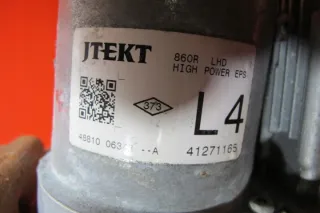 JTEKT
860R LHD
HIGH POWER EPS
373
L4
--A
41271165